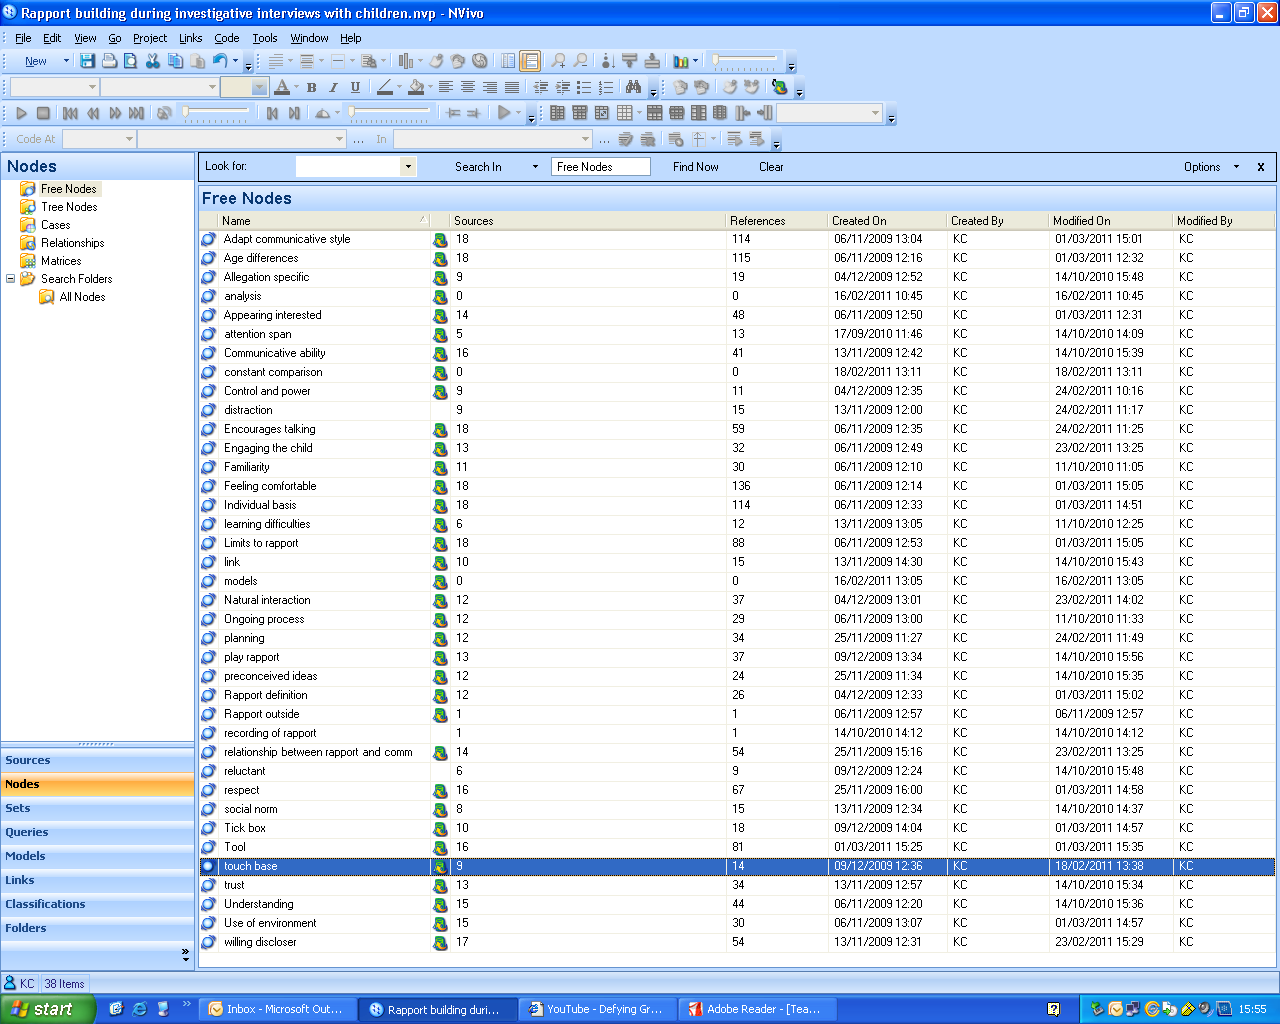 Rapport building during investigative interviews with children.nvp - NVivo
File Edit View Go Project Links Code Tools Window Help
New
B I U
Code At ... In ...
Nodes
Free Nodes
Tree Nodes
Cases
Relationships
Matrices
Search Folders
All Nodes
Sources
Nodes
Sets
Queries
Models
Links
Classifications
Folders
Look for: Search In Free Nodes Find Now Clear Options x
Free Nodes
Name Sources References Created On Created By Modified On Modified By
Adapt communicative style 18 114 06/11/2009 13:04 KC 01/03/2011 15:01 KC
Age differences 18 115 06/11/2009 12:16 KC 01/03/2011 12:32 KC
Allegation specific 9 19 04/12/2009 12:52 KC 14/10/2010 15:48 KC
analysis 0 0 16/02/2011 10:45 KC 16/02/2011 10:45 KC
Appearing interested 14 48 06/11/2009 12:50 KC 01/03/2011 12:31 KC
attention span 5 13 17/09/2010 11:46 KC 14/10/2010 14:09 KC
Communicative ability 16 41 13/11/2009 12:42 KC 14/10/2010 15:39 KC
constant comparison 0 0 18/02/2011 13:11 KC 18/02/2011 13:11 KC
Control and power 9 11 04/12/2009 12:35 KC 24/02/2011 10:16 KC
distraction 9 15 13/11/2009 12:00 KC 24/02/2011 11:17 KC
Encourages talking 18 59 06/11/2009 12:35 KC 24/02/2011 11:25 KC
Engaging the child 13 32 06/11/2009 12:49 KC 23/02/2011 13:25 KC
Familiarity 11 30 06/11/2009 12:10 KC 11/10/2010 11:05 KC
Feeling comfortable 18 136 06/11/2009 12:14 KC 01/03/2011 15:05 KC
Individual basis 18 114 06/11/2009 12:33 KC 01/03/2011 14:51 KC
learning difficulties 6 12 13/11/2009 13:05 KC 11/10/2010 12:25 KC
Limits to rapport 18 88 06/11/2009 12:53 KC 01/03/2011 15:05 KC
link 10 15 13/11/2009 14:30 KC 14/10/2010 15:43 KC
models 0 0 16/02/2011 13:05 KC 16/02/2011 13:05 KC
Natural interaction 12 37 04/12/2009 13:01 KC 23/02/2011 14:02 KC
Ongoing process 12 29 06/11/2009 13:00 KC 11/10/2010 11:33 KC
planning 12 34 25/11/2009 11:27 KC 24/02/2011 11:49 KC
play rapport 13 37 09/12/2009 13:34 KC 14/10/2010 15:56 KC
preconceived ideas 12 24 25/11/2009 11:34 KC 14/10/2010 15:35 KC
Rapport definition 12 26 04/12/2009 12:33 KC 01/03/2011 15:02 KC
Rapport outside 1 1 06/11/2009 12:57 KC 06/11/2009 12:57 KC
recording of rapport 1 1 14/10/2010 14:12 KC 14/10/2010 14:12 KC
relationship between rapport and comm 14 54 25/11/2009 15:16 KC 23/02/2011 13:25 KC
reluctant 6 9 09/12/2009 12:24 KC 14/10/2010 15:48 KC
respect 16 67 25/11/2009 16:00 KC 01/03/2011 14:58 KC
social norm 8 15 13/11/2009 12:34 KC 14/10/2010 14:37 KC
Tick box 10 18 09/12/2009 14:04 KC 01/03/2011 14:57 KC
Tool 16 81 01/03/2011 15:25 KC 01/03/2011 15:35 KC
touch base 9 14 09/12/2009 12:36 KC 18/02/2011 13:38 KC
trust 13 34 13/11/2009 12:57 KC 14/10/2010 15:34 KC
Understanding 15 44 06/11/2009 12:20 KC 14/10/2010 15:36 KC
Use of environment 15 30 06/11/2009 13:07 KC 01/03/2011 14:57 KC
willing discloser 17 54 13/11/2009 12:31 KC 23/02/2011 15:29 KC
KC 38 Items
start Inbox - Microsoft Out... Rapport building duri... YouTube - Defying Gr... Adobe Reader - [Tea... 15:55